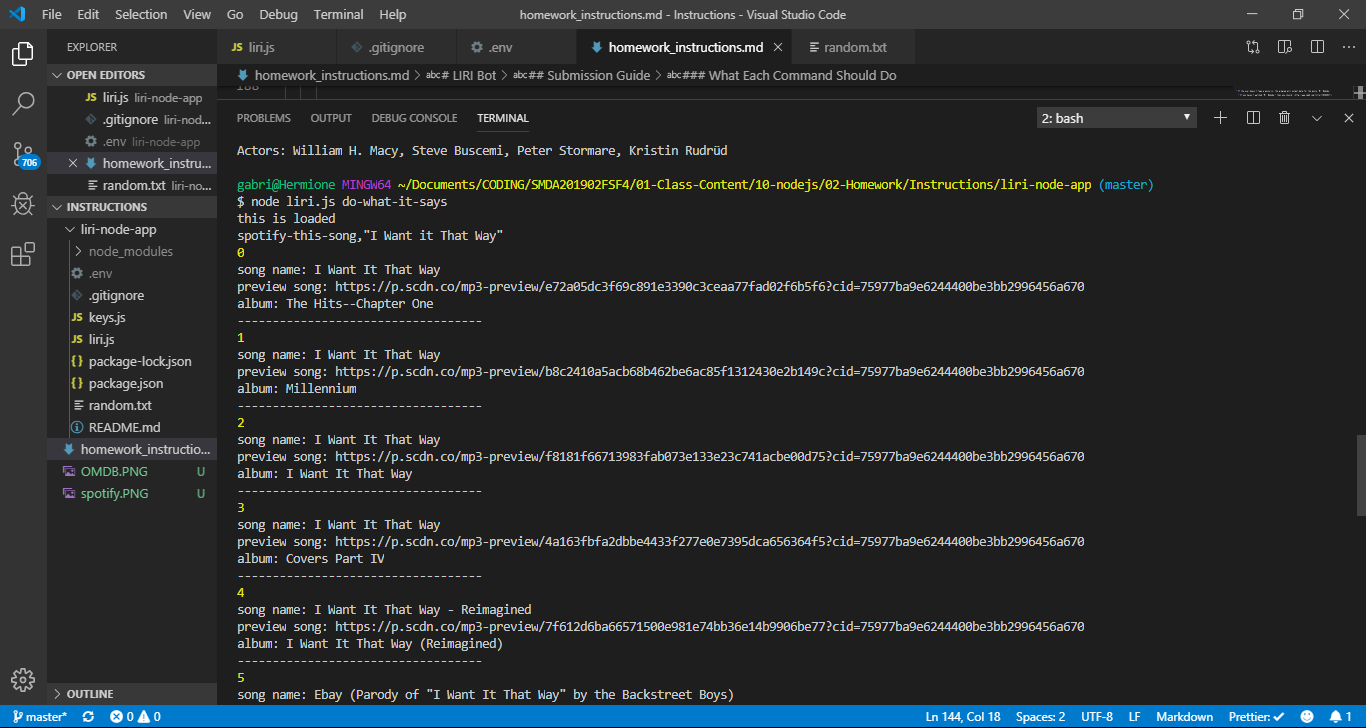 File Edit Selection View Go Debug Terminal Help homework_instructions.md - Instructions - Visual Studio Code
EXPLORER
OPEN EDITORS
JS liri.js liri-node-app
.gitignore liri-nod...
.env liri-node-app
homework_instru...
random.txt liri-no...
INSTRUCTIONS
liri-node-app
node_modules
.env
.gitignore
JS keys.js
JS liri.js
{} package-lock.json
{} package.json
random.txt
README.md
homework_instructio...
OMDB.PNG U
spotify.PNG U
OUTLINE
706
JS liri.js .gitignore .env homework_instructions.md random.txt
homework_instructions.md > abc # LIRI Bot > abc ## Submission Guide > abc ### What Each Command Should Do
188
PROBLEMS OUTPUT DEBUG CONSOLE TERMINAL 2: bash
Actors: William H. Macy, Steve Buscemi, Peter Stormare, Kristin Rudrüd
gabri@Hermione MINGW64 ~/Documents/CODING/SMDA201902FSF4/01-Class-Content/10-nodejs/02-Homework/Instructions/liri-node-app (master)
$ node liri.js do-what-it-says
this is loaded
spotify-this-song,"I Want it That Way"
0
song name: I Want It That Way
preview song: https://p.scdn.co/mp3-preview/e72a05dc3f69c891e3390c3ceaa77fad02f6b5f6?cid=75977ba9e6244400be3bb2996456a670
album: The Hits--Chapter One
-----------------------------------
1
song name: I Want It That Way
preview song: https://p.scdn.co/mp3-preview/b8c2410a5acb68b462be6ac85f1312430e2b149c?cid=75977ba9e6244400be3bb2996456a670
album: Millennium
-----------------------------------
2
song name: I Want It That Way
preview song: https://p.scdn.co/mp3-preview/f8181f66713983fab073e133e23c741acbe00d75?cid=75977ba9e6244400be3bb2996456a670
album: I Want It That Way
-----------------------------------
3
song name: I Want It That Way
preview song: https://p.scdn.co/mp3-preview/4a163fbfa2dbbe4433f277e0e7395dca656364f5?cid=75977ba9e6244400be3bb2996456a670
album: Covers Part IV
-----------------------------------
4
song name: I Want It That Way - Reimagined
preview song: https://p.scdn.co/mp3-preview/7f612d6ba66571500e981e74bb36e14b9906be77?cid=75977ba9e6244400be3bb2996456a670
album: I Want It That Way (Reimagined)
-----------------------------------
5
song name: Ebay (Parody of "I Want It That Way" by the Backstreet Boys)
master* 0 0 Ln 144, Col 18 Spaces: 2 UTF-8 LF Markdown Prettier: ✓ 1